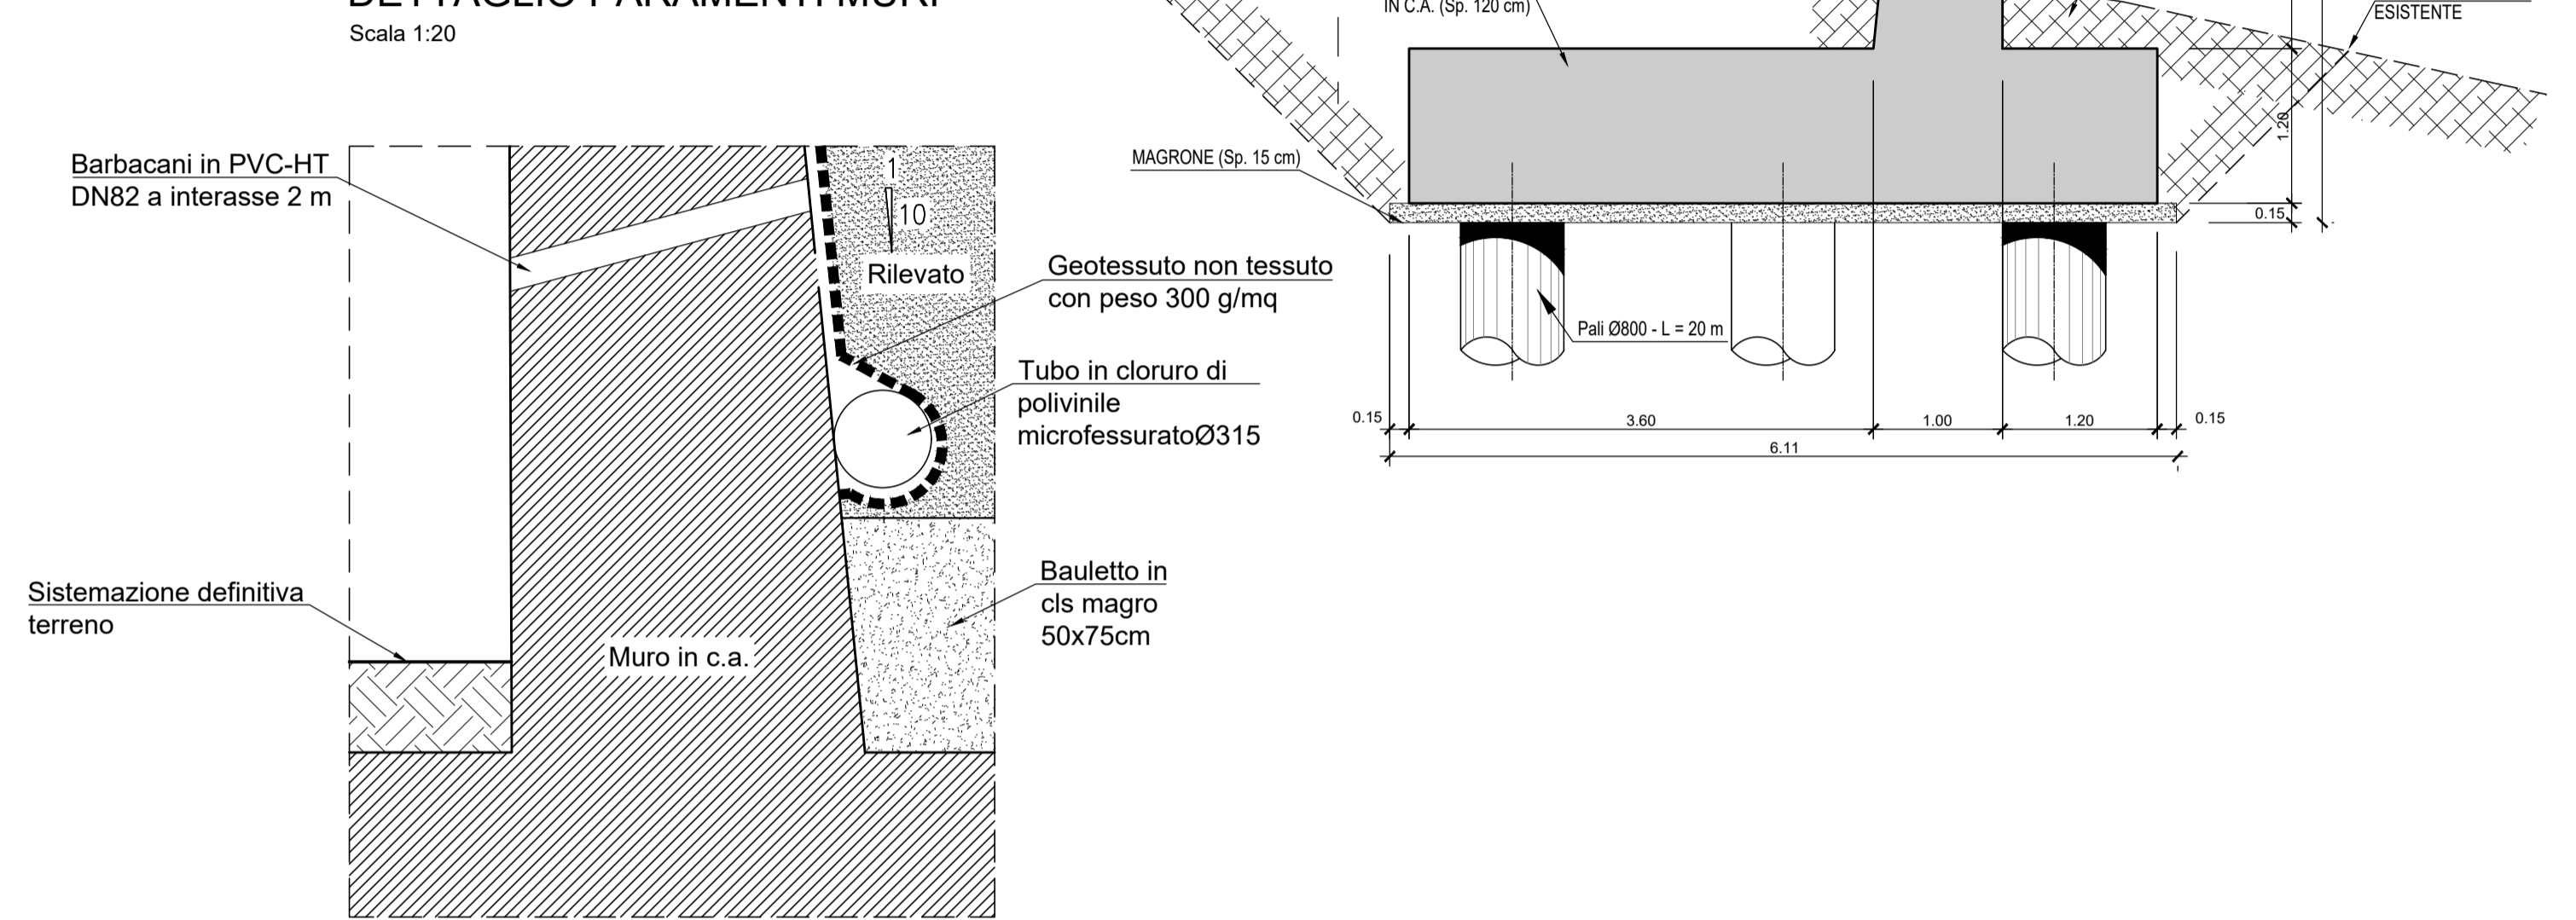 DETTAGLIO PARAMENTI MURI
Scala 1:20
Barbacani in PVC-HT
DN82 a interasse 2 m
1
10
Rilevato
Geotessuto non tessuto
con peso 300 g/mq
Tubo in cloruro di
polivinile
microfessuratoØ315
Sistemazione definitiva
terreno
Muro in c.a.
Bauletto in
cls magro
50x75cm
IN C.A. (Sp. 120 cm)
ESISTENTE
MAGRONE (Sp. 15 cm)
1.20
0.15
Pali Ø800 - L = 20 m
0.15
3.60
1.00
1.20
0.15
6.11